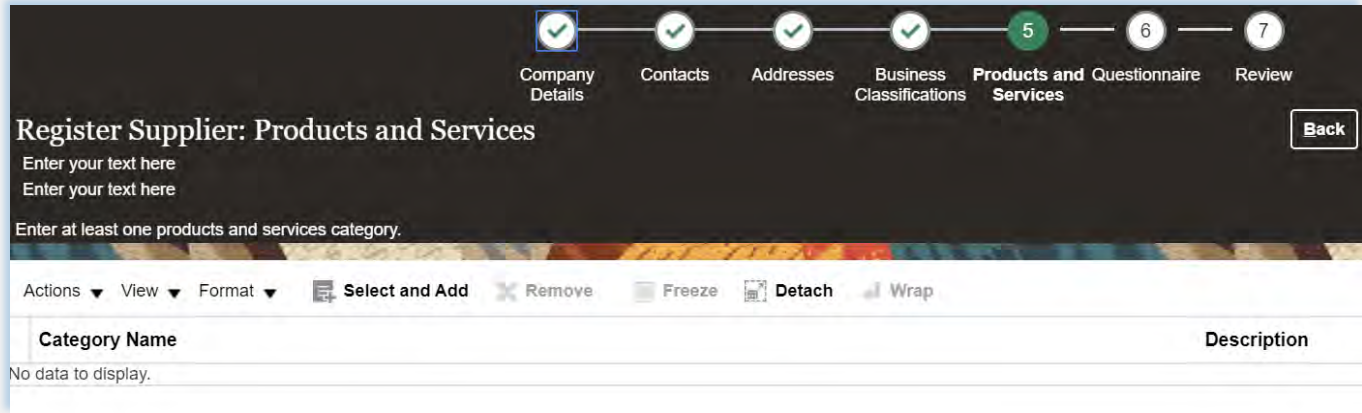 5 6 7
Company Contacts Addresses Business Products and Questionnaire Review
Details Classifications Services
Register Supplier: Products and Services
Back
Enter your text here
Enter your text here
Enter at least one products and services category.
Actions View Format Select and Add Remove Freeze Detach Wrap
Category Name Description
No data to display.